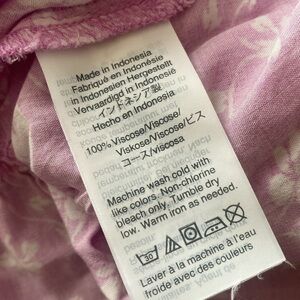 Made in Indonesia
Fabriqué en Indonésie
in Indonesien Hergestellt
Vervaardigd in Indonesië
インドネシア製
Hecho en Indonesia
100% Viscose/Viscose/
Viskose/Viscose/ビス
コース/viscosa
Machine wash cold with
like colors. Non-chlorine
bleach only. Tumble dry
low. Warm iron as needed.
30
Laver à la machine à l'eau
froide avec des couleurs